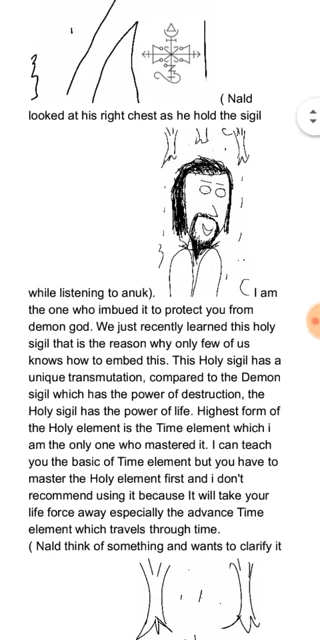 ( Nald
looked at his right chest as he hold the sigil
while listening to anuk).
I am
the one who imbued it to protect you from
demon god. We just recently learned this holy
sigil that is the reason why only few of us
knows how to embed this. This Holy sigil has a
unique transmutation, compared to the Demon
sigil which has the power of destruction, the
Holy sigil has the power of life. Highest form of
the Holy element is the Time element which i
am the only one who mastered it. I can teach
you the basic of Time element but you have to
master the Holy element first and i don't
recommend using it because It will take your
life force away especially the advance Time
element which travels through time.
( Nald think of something and wants to clarify it